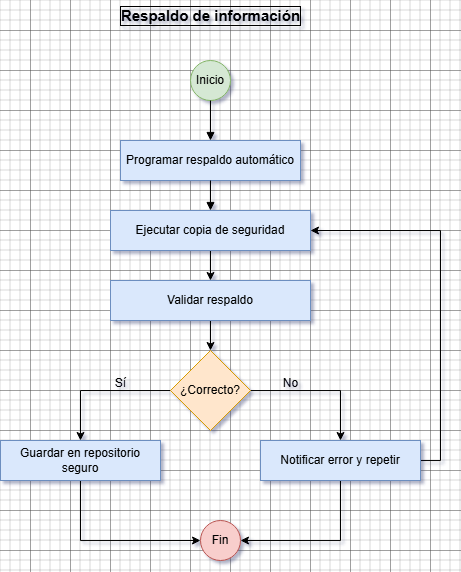 Respaldo de información
Inicio
Programar respaldo automático
Ejecutar copia de seguridad
Validar respaldo
¿Correcto?
Sí
No
Guardar en repositorio
seguro
Notificar error y repetir
Fin